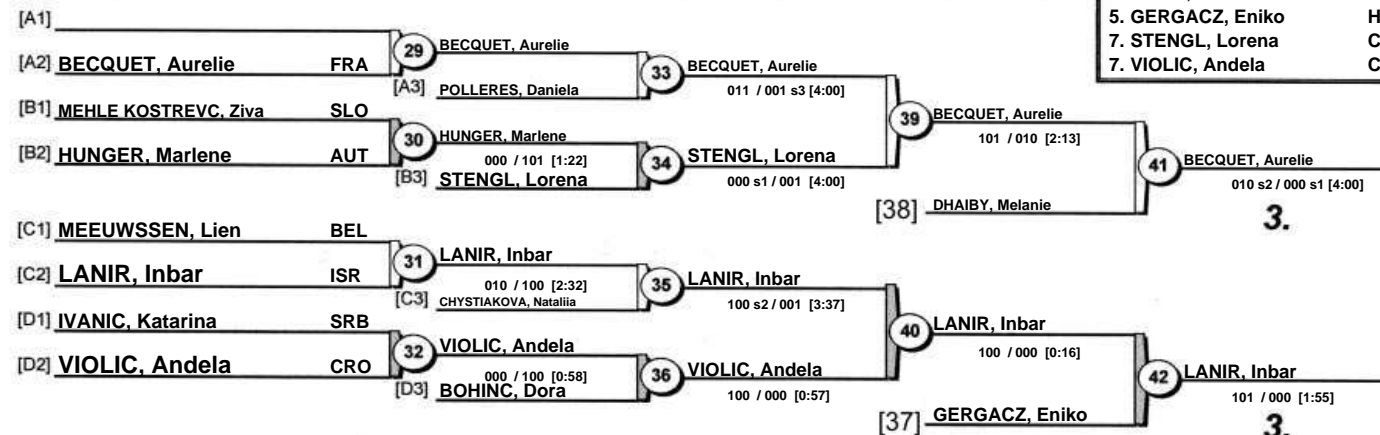 5. GERGACZ, Eniko H
7. STENGL, Lorena C
7. VIOLIC, Andela C
[A1]
[A2] BECQUET, Aurelie FRA
29
BECQUET, Aurelie
[A3] POLLERES, Daniela
33
BECQUET, Aurelie
011 / 001 s3 [4:00]
[B1] MEHLE KOSTREVC, Ziva SLO
[B2] HUNGER, Marlene AUT
30
HUNGER, Marlene
000 / 101 [1:22]
[B3] STENGL, Lorena
34
STENGL, Lorena
000 s1 / 001 [4:00]
39
BECQUET, Aurelie
101 / 010 [2:13]
[38] DHAIBY, Melanie
41
BECQUET, Aurelie
010 s2 / 000 s1 [4:00]
3.
[C1] MEEUWSSEN, Lien BEL
[C2] LANIR, Inbar ISR
31
LANIR, Inbar
010 / 100 [2:32]
[C3] CHYSTIAKOVA, Nataliia
35
LANIR, Inbar
100 s2 / 001 [3:37]
[D1] IVANIC, Katarina SRB
[D2] VIOLIC, Andela CRO
32
VIOLIC, Andela
000 / 100 [0:58]
[D3] BOHINC, Dora
36
VIOLIC, Andela
100 / 000 [0:57]
40
LANIR, Inbar
100 / 000 [0:16]
[37] GERGACZ, Eniko
42
LANIR, Inbar
101 / 000 [1:55]
3.